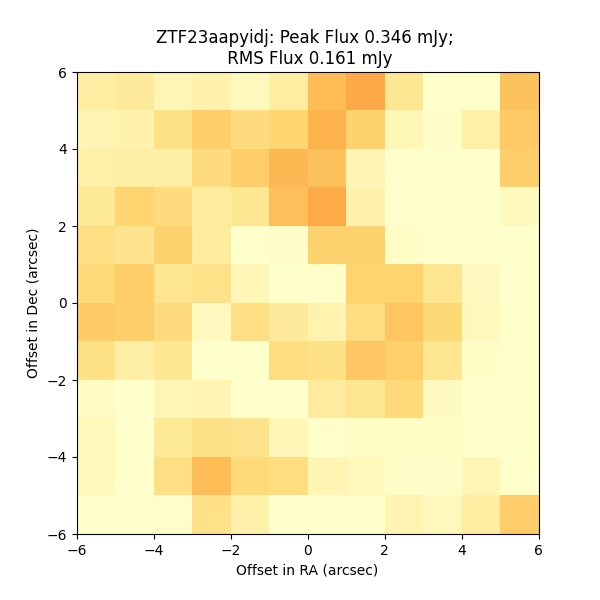 ZTF23aapyidj: Peak Flux 0.346 mJy;
RMS Flux 0.161 mJy
6
4
2
0
−2
−4
−6
Offset in Dec (arcsec)
−6 −4 −2 0 2 4 6
Offset in RA (arcsec)